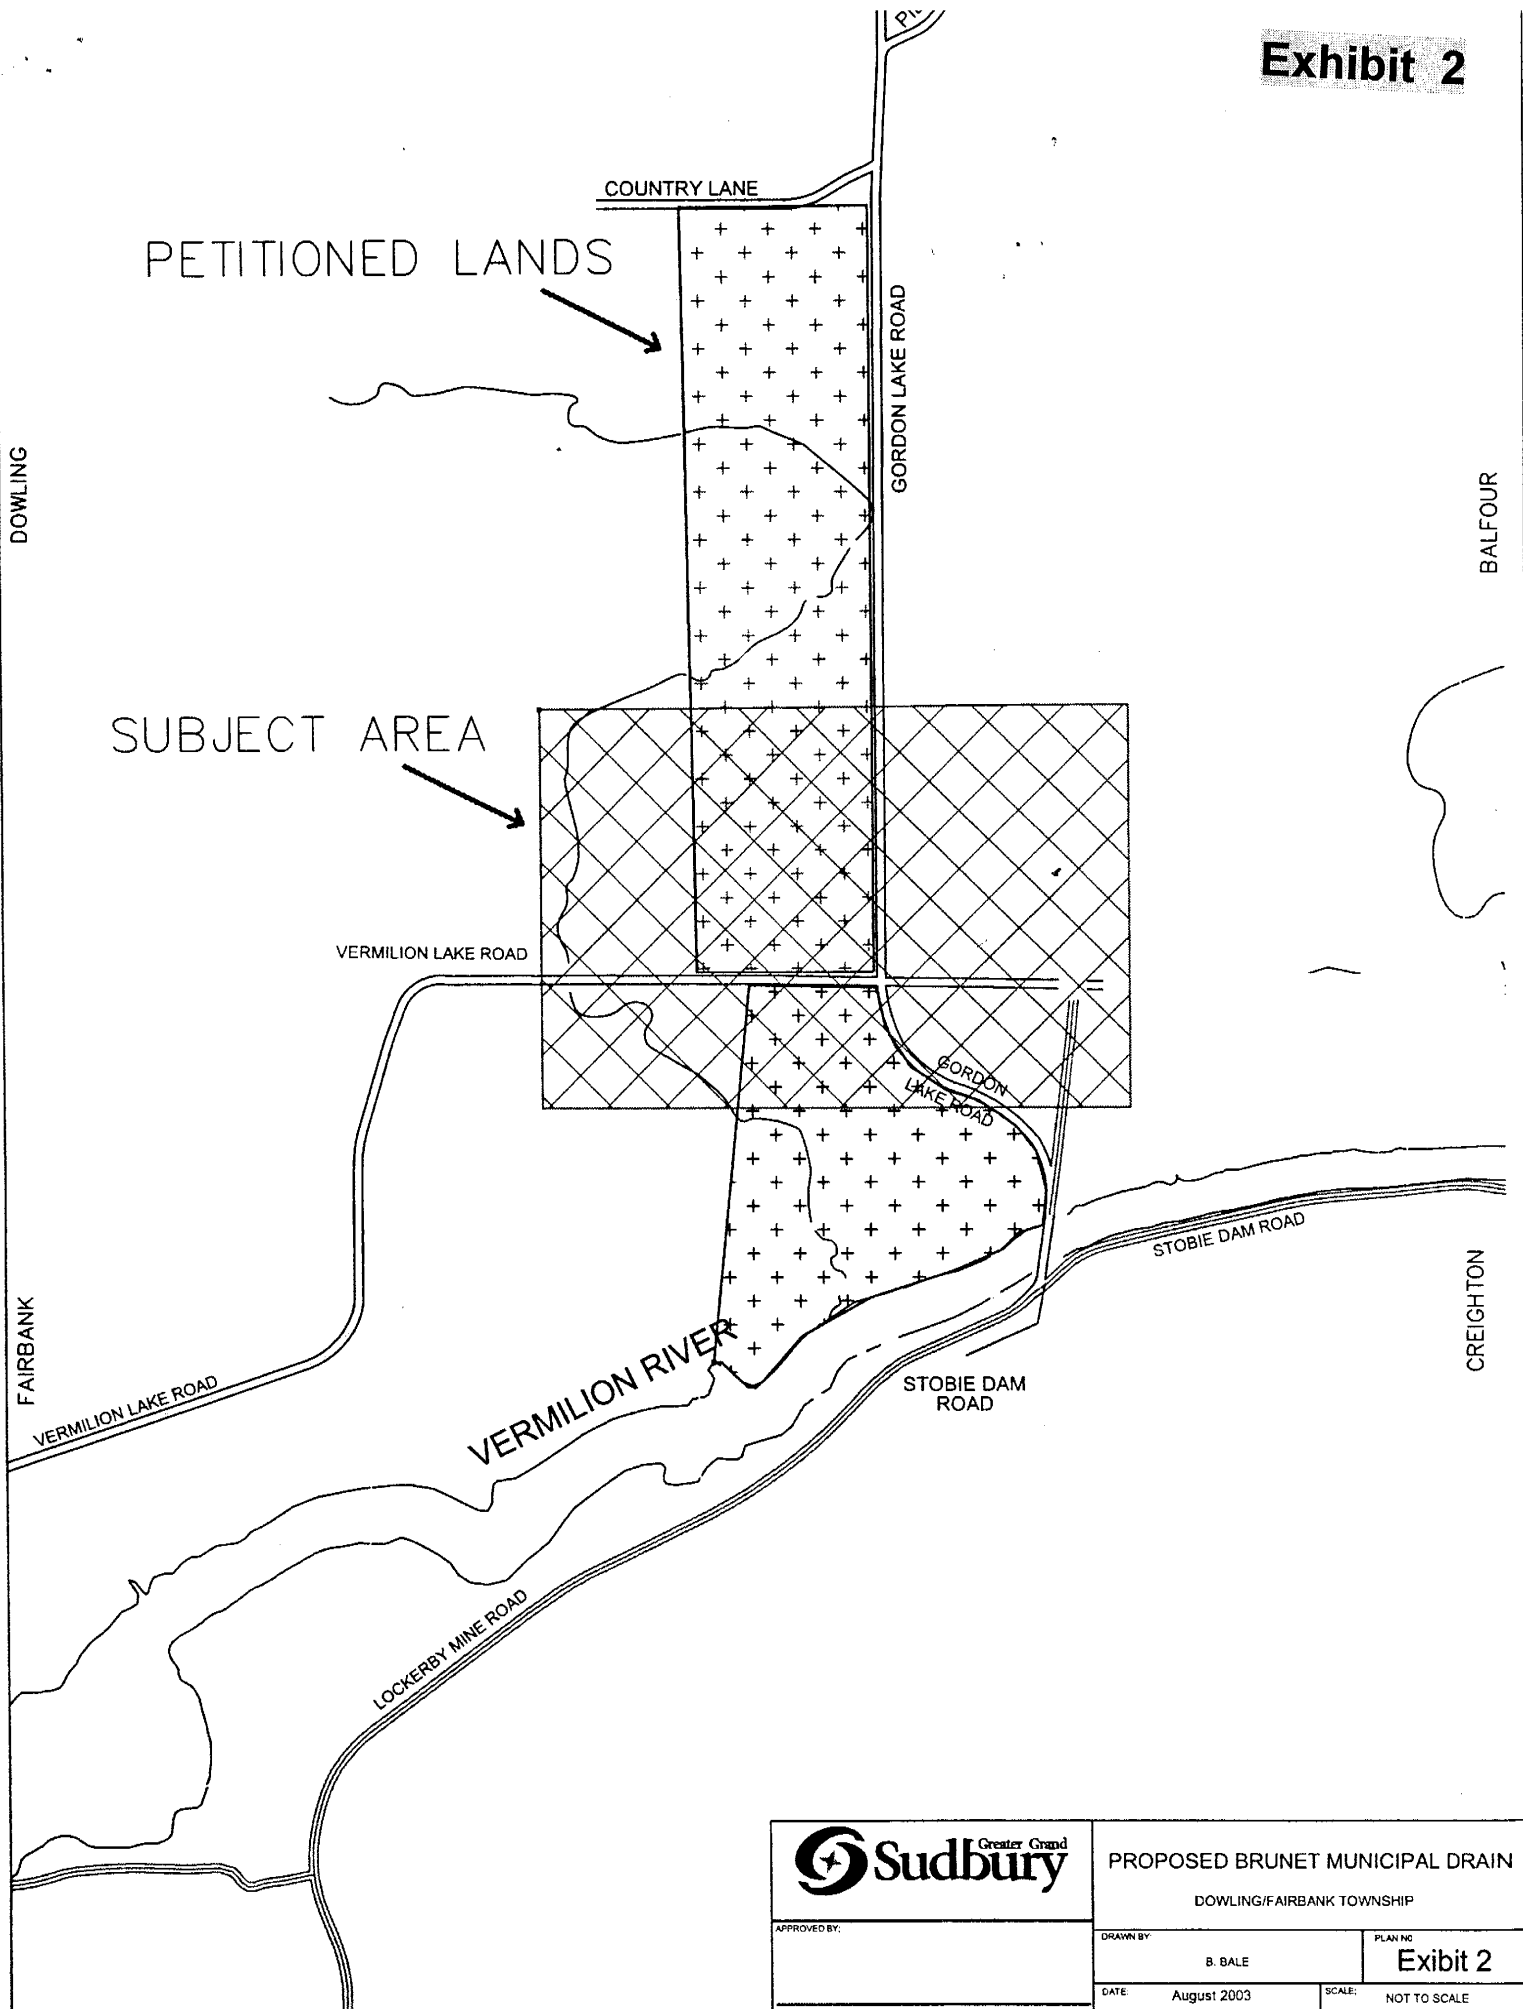 Exhibit 2
COUNTRY LANE
PETITIONED LANDS
GORDON LAKE ROAD
DOWLING
BALFOUR
SUBJECT AREA
VERMILION LAKE ROAD
GORDON
LAKE ROAD
STOBIE DAM ROAD
FAIRBANK
CREIGHTON
VERMILION RIVER
VERMILION LAKE ROAD
STOBIE DAM
ROAD
LOCKERBY MINE ROAD
Greater Grand
Sudbury
PROPOSED BRUNET MUNICIPAL DRAIN
DOWLING/FAIRBANK TOWNSHIP
APPROVED BY:
DRAWN BY
B. BALE
PLAN NO
Exibit 2
DATE:
August 2003
SCALE:
NOT TO SCALE